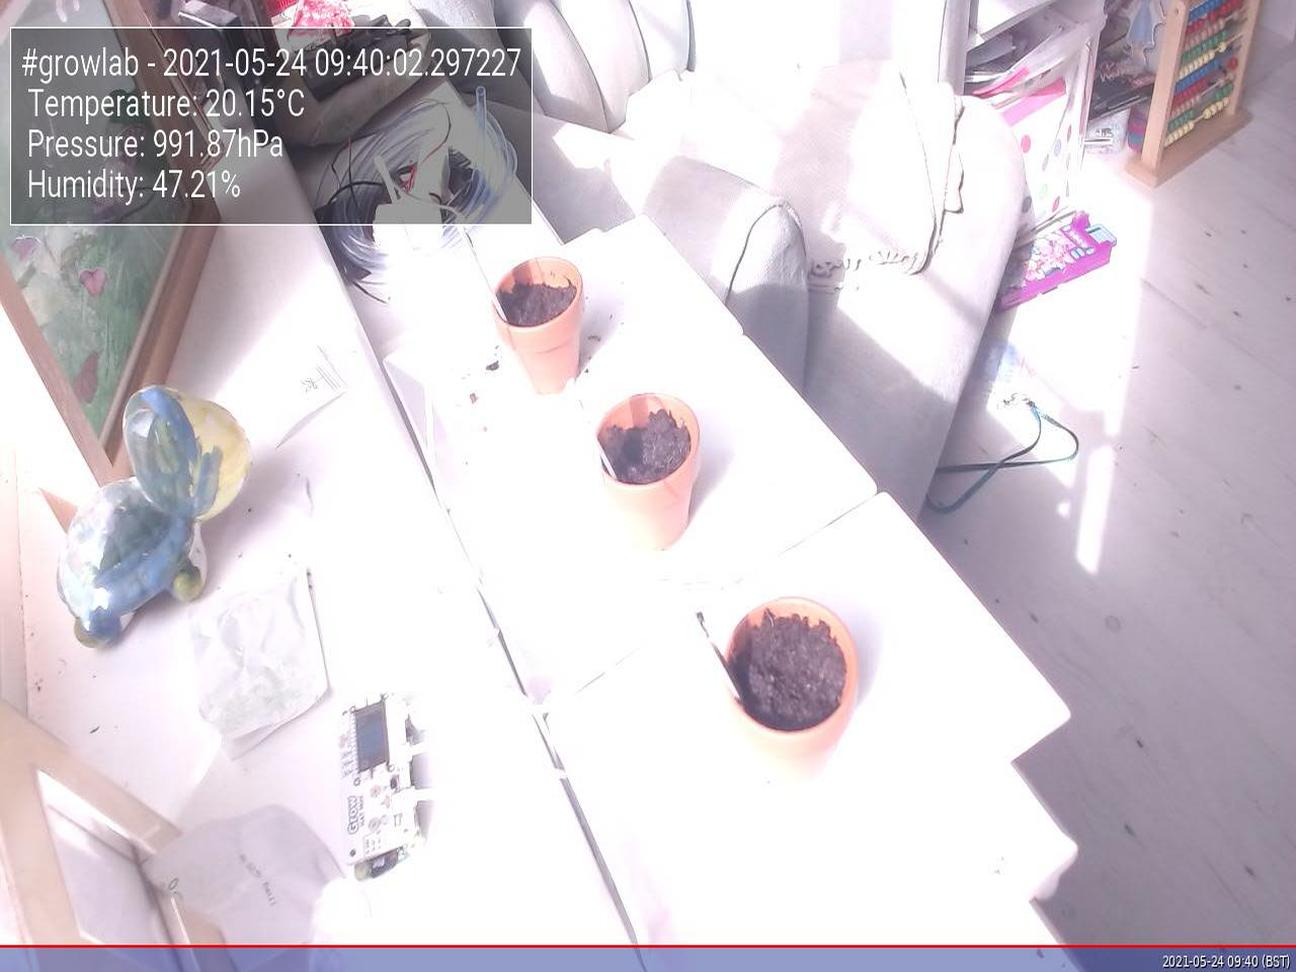 #growlab - 2021-05-24 09:40:02.297227
Temperature: 20.15°C
Pressure: 991.87hPa
Humidity: 47.21%
Grow
2021-05-24 09:40 (BST)